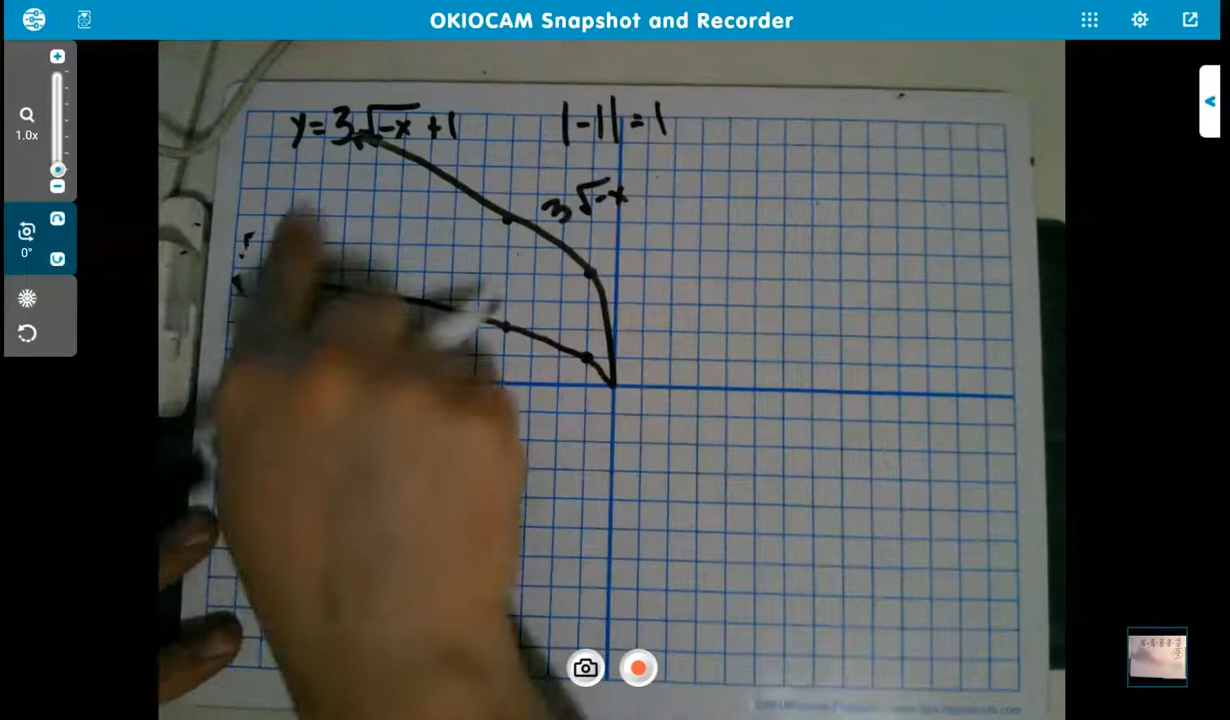 OKIOCAM Snapshot and Recorder
1.0x
0°
y = 3√-x + 1
|-1| = 1
3√-x